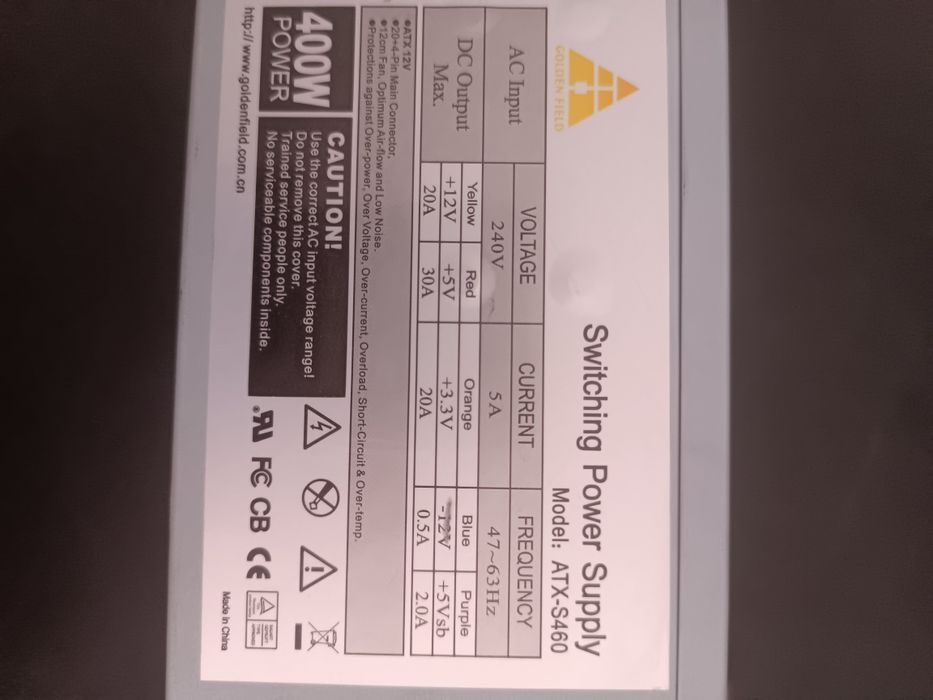 GOLDEN FIELD
Switching Power Supply
Model: ATX-S460
AC Input VOLTAGE CURRENT FREQUENCY
240V 5A 47~63Hz
DC Output Max. Yellow Red Orange Blue Purple
+12V +5V +3.3V -12V +5Vsb
20A 30A 20A 0.5A 2.0A
●ATX 12V
●20+4-Pin Main Connector,
●12cm Fan, Optimum Air-flow and Low Noise.
●Protections against Over-power, Over Voltage, Over-current, Overload, Short-Circuit & Over-temp.
400W
POWER
CAUTION!
Use the correct AC input voltage range!
Do not remove this cover.
Trained service people only.
No serviceable components inside.
FC CB CE
http://www.goldenfield.com.cn
Made in China